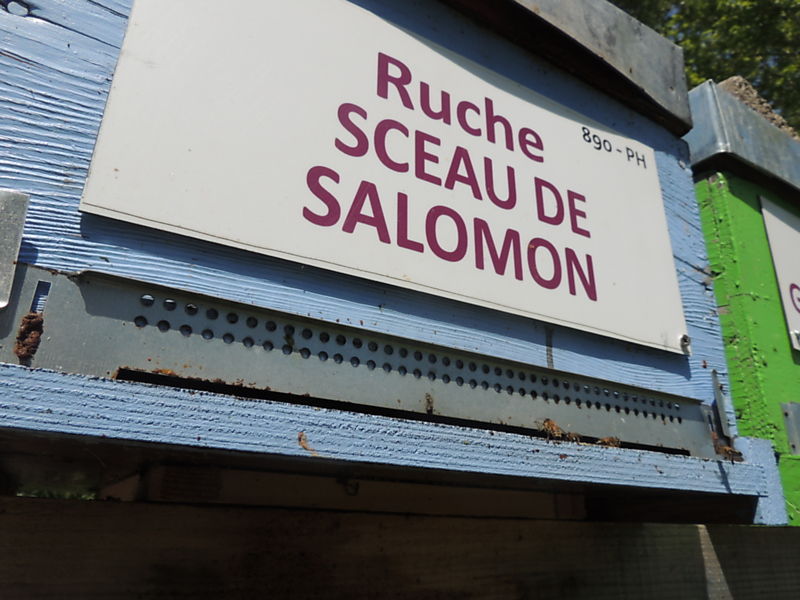 Ruche
SCEAU DE
SALOMON
890-PH
G